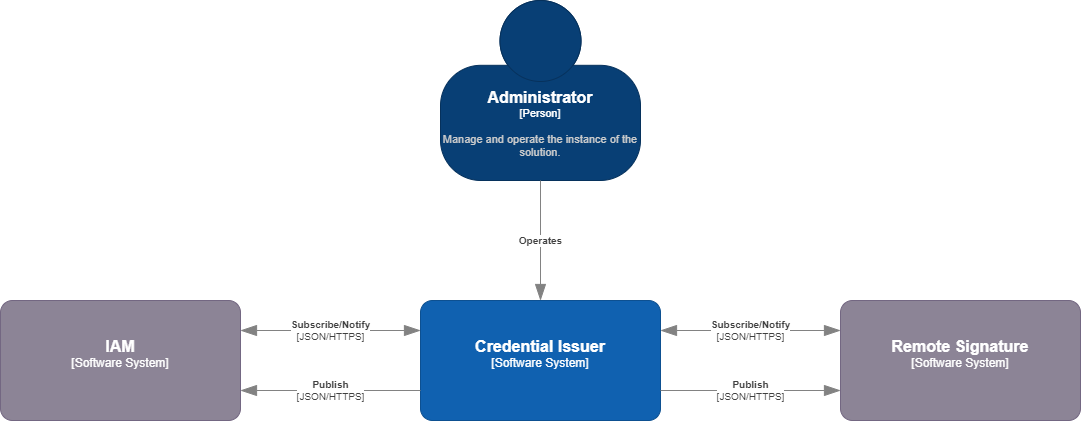 Administrator
[Person]
Manage and operate the instance of the
solution.
Operates
IAM
[Software System]
Subscribe/Notify
[JSON/HTTPS]
Publish
[JSON/HTTPS]
Credential Issuer
[Software System]
Subscribe/Notify
[JSON/HTTPS]
Publish
[JSON/HTTPS]
Remote Signature
[Software System]